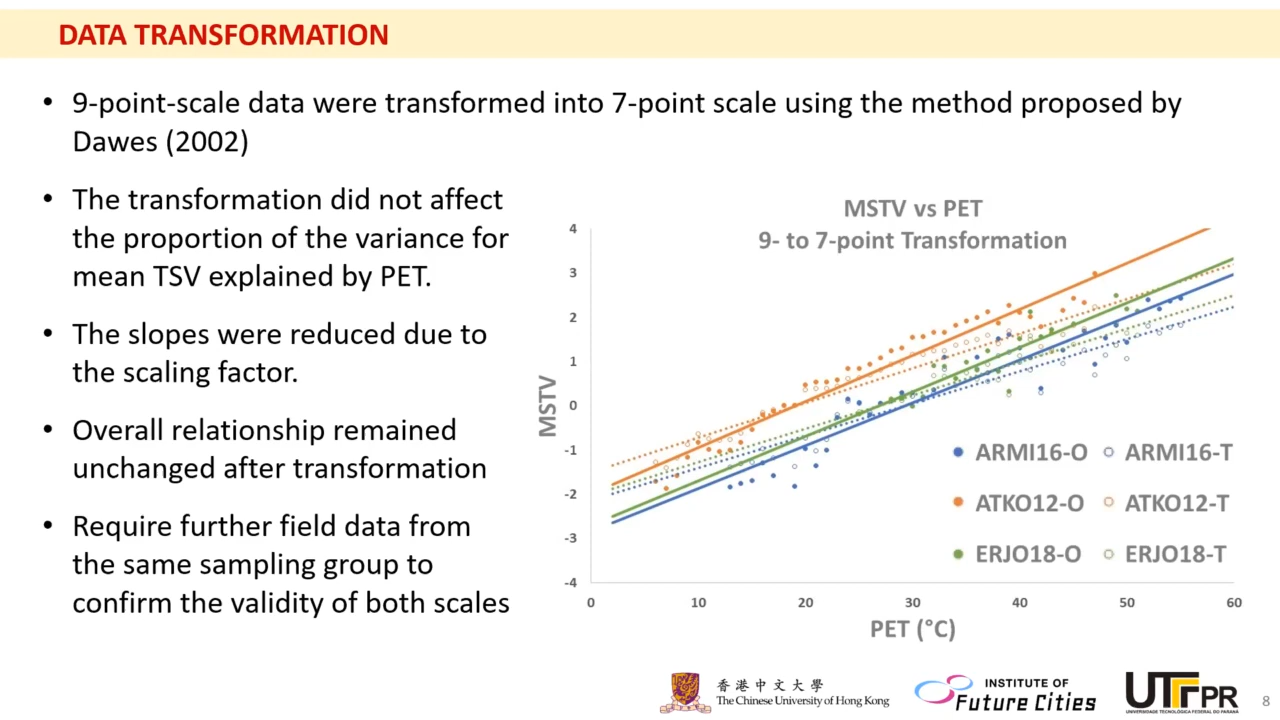 DATA TRANSFORMATION
• 9-point-scale data were transformed into 7-point scale using the method proposed by
Dawes (2002)
• The transformation did not affect
the proportion of the variance for
mean TSV explained by PET.
• The slopes were reduced due to
the scaling factor.
• Overall relationship remained
unchanged after transformation
• Require further field data from
the same sampling group to
confirm the validity of both scales
MSTV vs PET
9- to 7-point Transformation
4
3
2
1
0
-1
-2
-3
-4
MSTV
0 10 20 30 40 50 60
PET (°C)
ARMI16-O ARMI16-T
ATKO12-O ATKO12-T
ERJO18-O ERJO18-T
香港中文大學
The Chinese University of Hong Kong
INSTITUTE OF
Future Cities
UTFPR
UNIVERSIDADE TECNOLÓGICA FEDERAL DO PARANÁ
8